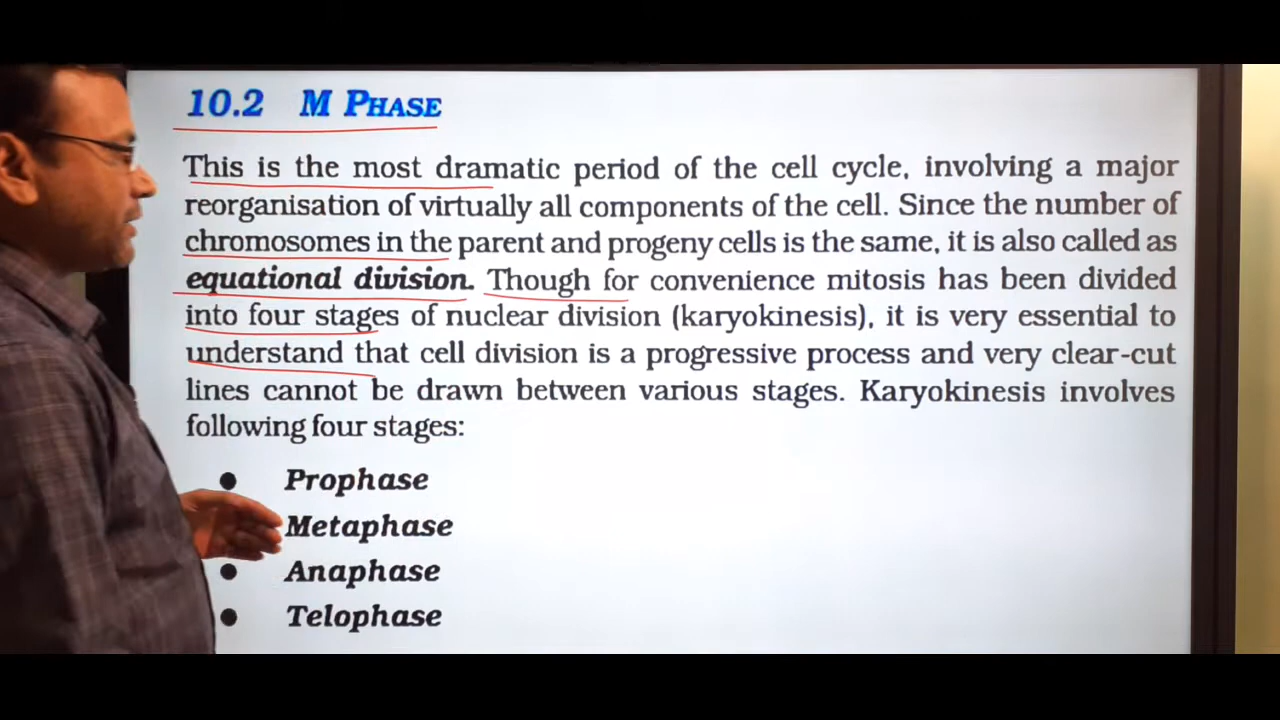 10.2 M PHASE
This is the most dramatic period of the cell cycle, involving a major
reorganisation of virtually all components of the cell. Since the number of
chromosomes in the parent and progeny cells is the same, it is also called as
equational division. Though for convenience mitosis has been divided
into four stages of nuclear division (karyokinesis), it is very essential to
understand that cell division is a progressive process and very clear-cut
lines cannot be drawn between various stages. Karyokinesis involves
following four stages:
● Prophase
Metaphase
● Anaphase
● Telophase